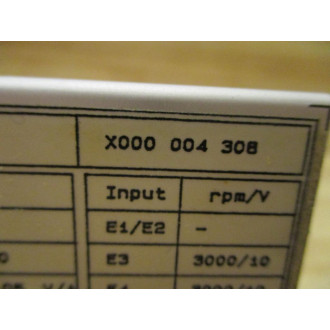 X000 004 308
Input rpm/V
E1/E2 -
E3 3000/10